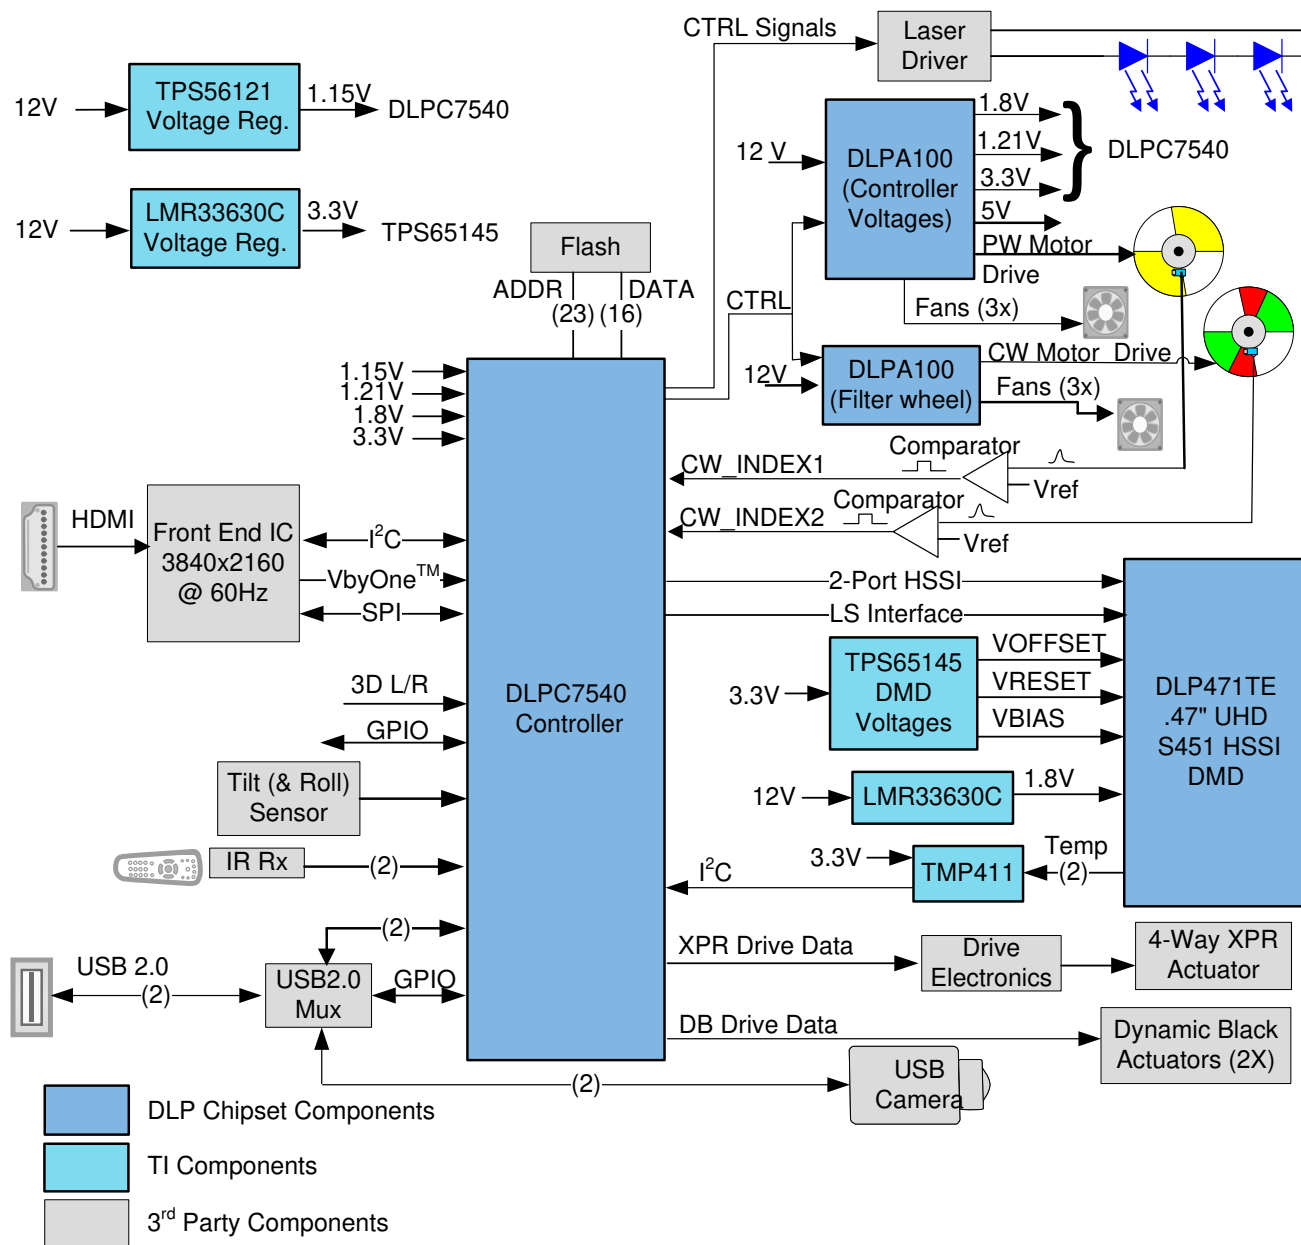 CTRL Signals
Laser
Driver
12V
TPS56121
Voltage Reg.
1.15V
DLPC7540
12V
LMR33630C
Voltage Reg.
3.3V
TPS65145
12 V
DLPA100
(Controller
Voltages)
1.8V
1.21V
3.3V
5V
PW Motor
Drive
DLPC7540
Fans (3x)
Flash
ADDR
DATA
(23)
(16)
CTRL
12V
DLPA100
(Filter wheel)
CW Motor Drive
Fans (3x)
1.15V
1.21V
1.8V
3.3V
Comparator
CW_INDEX1
Vref
Comparator
CW_INDEX2
Vref
HDMI
Front End IC
3840x2160
@ 60Hz
I²C
VbyOne™
SPI
2-Port HSSI
LS Interface
DLPC7540
Controller
3D L/R
GPIO
Tilt (& Roll)
Sensor
IR Rx
(2)
3.3V
TPS65145
DMD
Voltages
VOFFSET
VRESET
VBIAS
DLP471TE
.47" UHD
S451 HSSI
DMD
12V
LMR33630C
1.8V
3.3V
I²C
TMP411
Temp
(2)
(2)
USB 2.0
(2)
USB2.0
Mux
GPIO
XPR Drive Data
Drive
Electronics
4-Way XPR
Actuator
DB Drive Data
Dynamic Black
Actuators (2X)
(2)
USB
Camera
DLP Chipset Components
TI Components
3rd Party Components